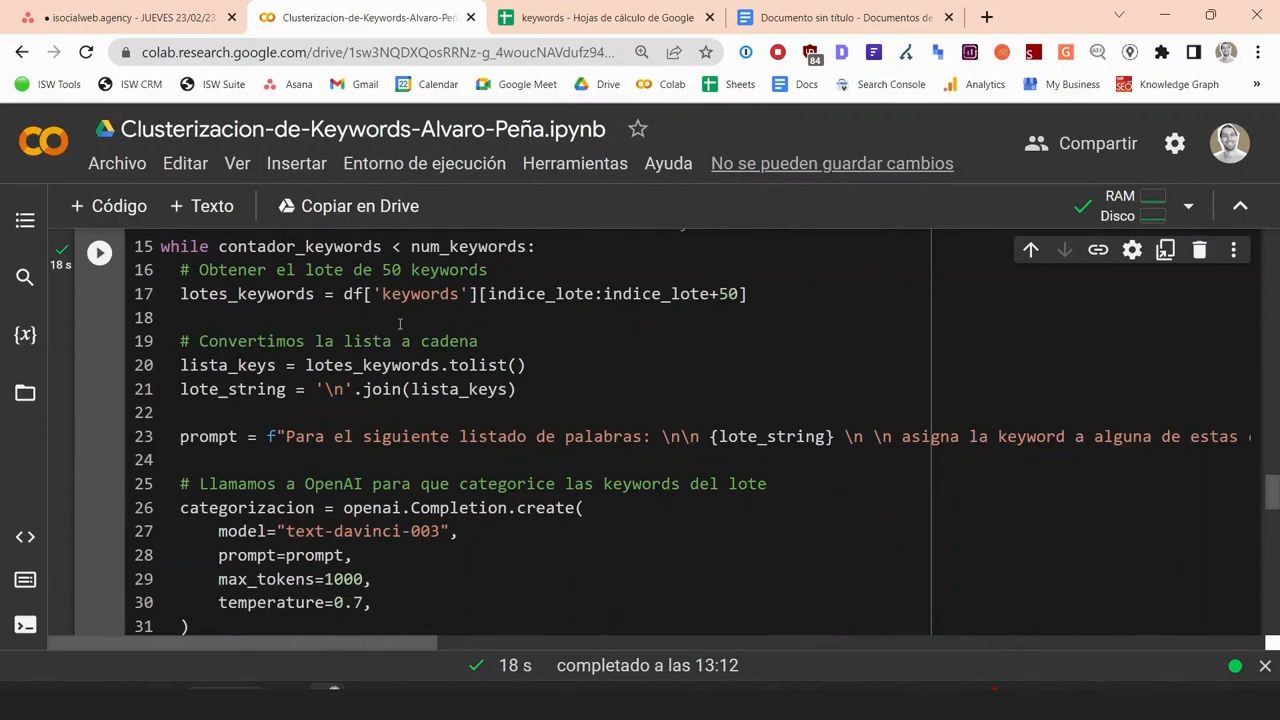 isocialweb.agency - JUEVES 23/02/23
Clusterizacion-de-Keywords-Alvaro-Peñ
keywords - Hojas de cálculo de Google
Documento sin título - Documentos de
colab.research.google.com/drive/1sw3NQDXQosRRNz-g_4woucNAVdufz94...
84
ISW Tools
ISW CRM
ISW Suite
Asana
Gmail
Calendar
Google Meet
Drive
Colab
Sheets
Docs
Search Console
Analytics
My Business
Knowledge Graph
Clusterizacion-de-Keywords-Alvaro-Peña.ipynb
Compartir
Archivo Editar Ver Insertar Entorno de ejecución Herramientas Ayuda No se pueden guardar cambios
+ Código + Texto Copiar en Drive
RAM
Disco
18 s
15 while contador_keywords < num_keywords:
16 # Obtener el lote de 50 keywords
17 lotes_keywords = df['keywords'][indice_lote:indice_lote+50]
18
19 # Convertimos la lista a cadena
20 lista_keys = lotes_keywords.tolist()
21 lote_string = '\n'.join(lista_keys)
22
23 prompt = f"Para el siguiente listado de palabras: \n\n {lote_string} \n \n asigna la keyword a alguna de estas
24
25 # Llamamos a OpenAI para que categorice las keywords del lote
26 categorizacion = openai.Completion.create(
27 model="text-davinci-003",
28 prompt=prompt,
29 max_tokens=1000,
30 temperature=0.7,
31 )
18 s completado a las 13:12